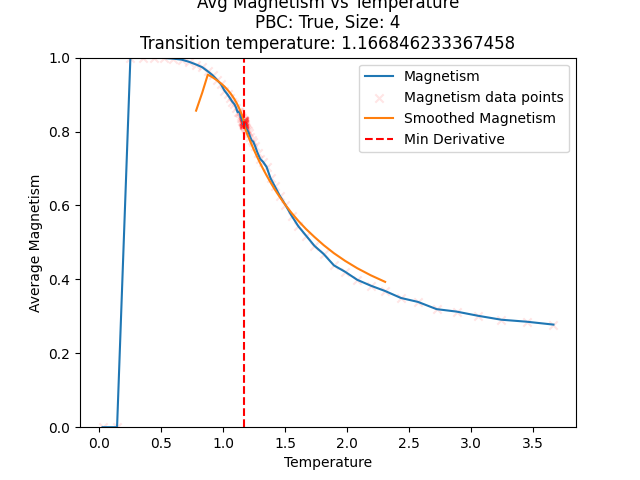 Avg Magnetism vs Temperature
PBC: True, Size: 4
Transition temperature: 1.166846233367458
1.0
0.8
0.6
0.4
0.2
0.0
Average Magnetism
Magnetism
Magnetism data points
Smoothed Magnetism
Min Derivative
0.0 0.5 1.0 1.5 2.0 2.5 3.0 3.5
Temperature